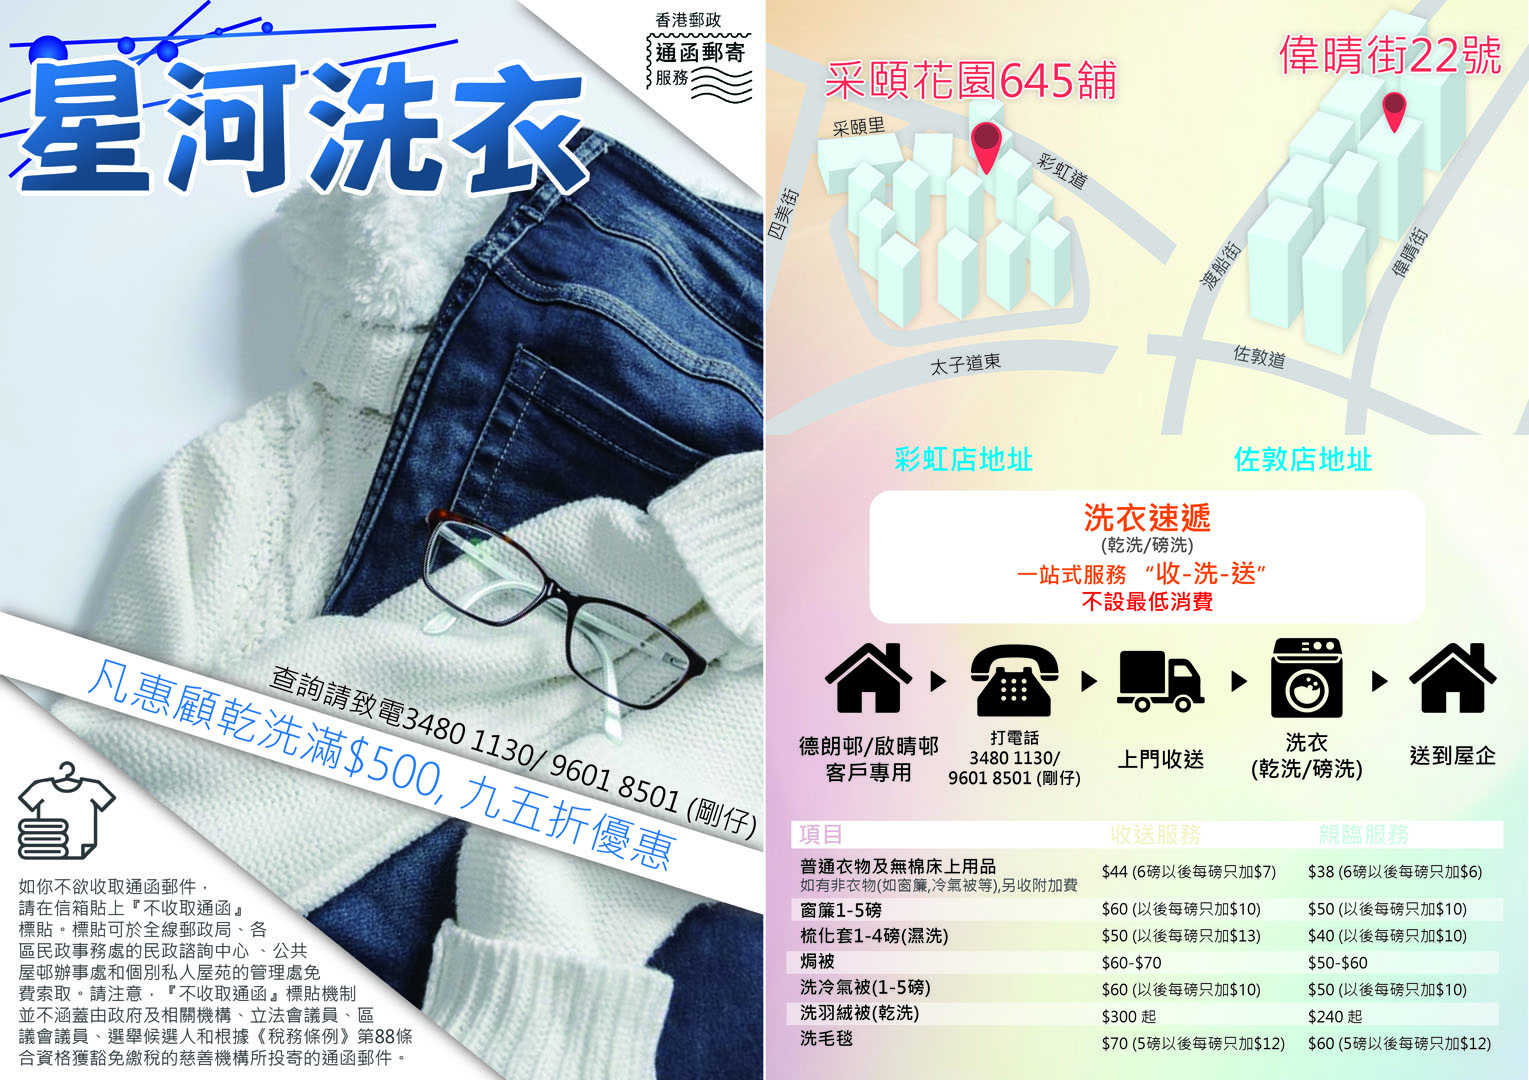 星河洗衣
香港郵政
通函郵寄
服務
查詢請致電3480 1130/ 9601 8501 (剛仔)
凡惠顧乾洗滿$500, 九五折優惠
如你不欲收取通函郵件，
請在信箱貼上『不收取通函』
標貼。標貼可於全線郵政局、各
區民政事務處的民政諮詢中心 、公共
屋邨辦事處和個別私人屋苑的管理處免
費索取。請注意，『不收取通函』標貼機制
並不涵蓋由政府及相關機構、立法會議員、區
議會議員、選舉候選人和根據《稅務條例》第88條
合資格獲豁免繳稅的慈善機構所投寄的通函郵件。
采頤花園645舖
偉晴街22號
采頤里
彩虹道
四美街
太子道東
渡船街
偉晴街
佐敦道
彩虹店地址
佐敦店地址
洗衣速遞
(乾洗/磅洗)
一站式服務 “收-洗-送”
不設最低消費
德朗邨/啟晴邨
客戶專用
打電話
3480 1130/
9601 8501 (剛仔)
上門收送
洗衣
(乾洗/磅洗)
送到屋企
項目 收送服務 親臨服務
普通衣物及無棉床上用品 $44 (6磅以後每磅只加$7) $38 (6磅以後每磅只加$6)
如有非衣物(如窗簾,冷氣被等),另收附加費
窗簾1-5磅 $60 (以後每磅只加$10) $50 (以後每磅只加$10)
梳化套1-4磅(濕洗) $50 (以後每磅只加$13) $40 (以後每磅只加$10)
焗被 $60-$70 $50-$60
洗冷氣被(1-5磅) $60 (以後每磅只加$10) $50 (以後每磅只加$10)
洗羽絨被(乾洗) $300 起 $240 起
洗毛毯 $70 (5磅以後每磅只加$12) $60 (5磅以後每磅只加$12)